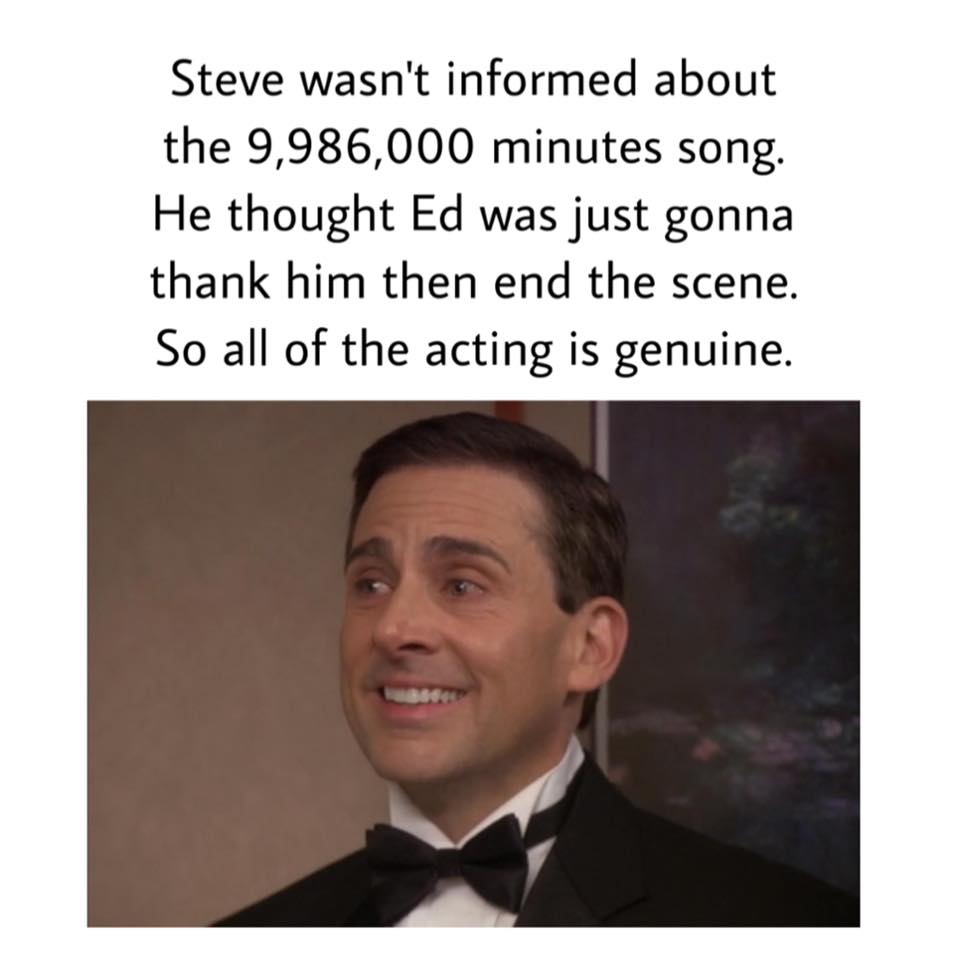 Steve wasn't informed about
the 9,986,000 minutes song.
He thought Ed was just gonna
thank him then end the scene.
So all of the acting is genuine.